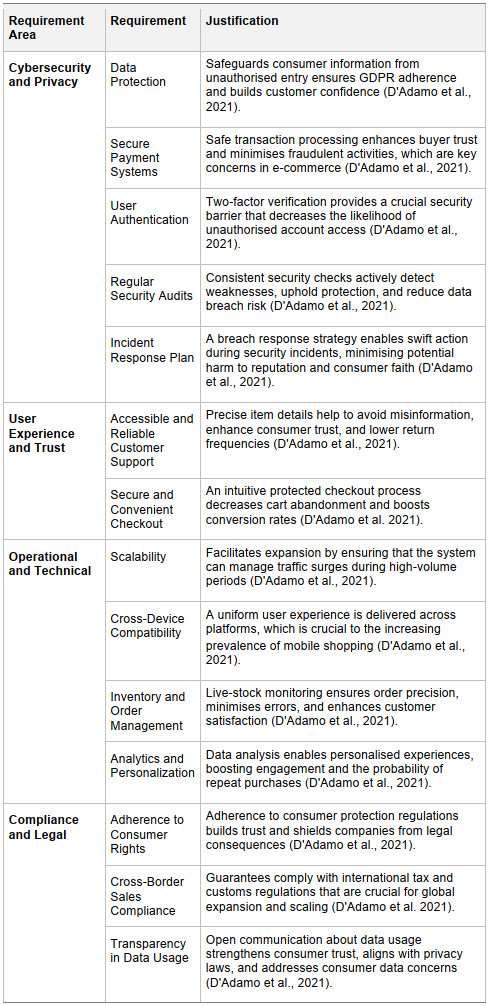 Requirement Area
Requirement
Justification
Cybersecurity and Privacy
Data Protection
Safeguards consumer information from
unauthorised entry ensures GDPR adherence
and builds customer confidence (D'Adamo et al.,
2021).
Secure Payment Systems
Safe transaction processing enhances buyer trust
and minimises fraudulent activities, which are key
concerns in e-commerce (D'Adamo et al., 2021).
User Authentication
Two-factor verification provides a crucial security
barrier that decreases the likelihood of
unauthorised account access (D'Adamo et al.,
2021).
Regular Security Audits
Consistent security checks actively detect
weaknesses, uphold protection, and reduce data
breach risk (D'Adamo et al., 2021).
Incident Response Plan
A breach response strategy enables swift action
during security incidents, minimising potential
harm to reputation and consumer faith (D'Adamo
et al., 2021).
User Experience and Trust
Accessible and Reliable Customer Support
Precise item details help to avoid misinformation,
enhance consumer trust, and lower return
frequencies (D'Adamo et al., 2021).
Secure and Convenient Checkout
An intuitive protected checkout process
decreases cart abandonment and boosts
conversion rates (D'Adamo et al. 2021).
Operational and Technical
Scalability
Facilitates expansion by ensuring that the system
can manage traffic surges during high-volume
periods (D'Adamo et al., 2021).
Cross-Device Compatibility
A uniform user experience is delivered across
platforms, which is crucial to the increasing
prevalence of mobile shopping (D'Adamo et al.,
2021).
Inventory and Order Management
Live-stock monitoring ensures order precision,
minimises errors, and enhances customer
satisfaction (D'Adamo et al., 2021).
Analytics and Personalization
Data analysis enables personalised experiences,
boosting engagement and the probability of
repeat purchases (D'Adamo et al., 2021).
Compliance and Legal
Adherence to Consumer Rights
Adherence to consumer protection regulations
builds trust and shields companies from legal
consequences (D'Adamo et al., 2021).
Cross-Border Sales Compliance
Guarantees comply with international tax and
customs regulations that are crucial for global
expansion and scaling (D'Adamo et al. 2021).
Transparency in Data Usage
Open communication about data usage
strengthens consumer trust, aligns with privacy
laws, and addresses consumer data concerns
(D'Adamo et al., 2021).